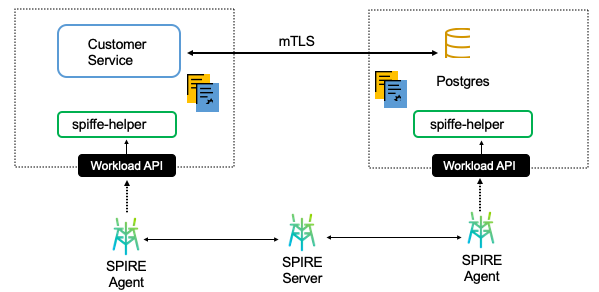 Customer
Service
mTLS
Postgres
spiffe-helper
spiffe-helper
Workload API
Workload API
SPIRE
Agent
SPIRE
Server
SPIRE
Agent